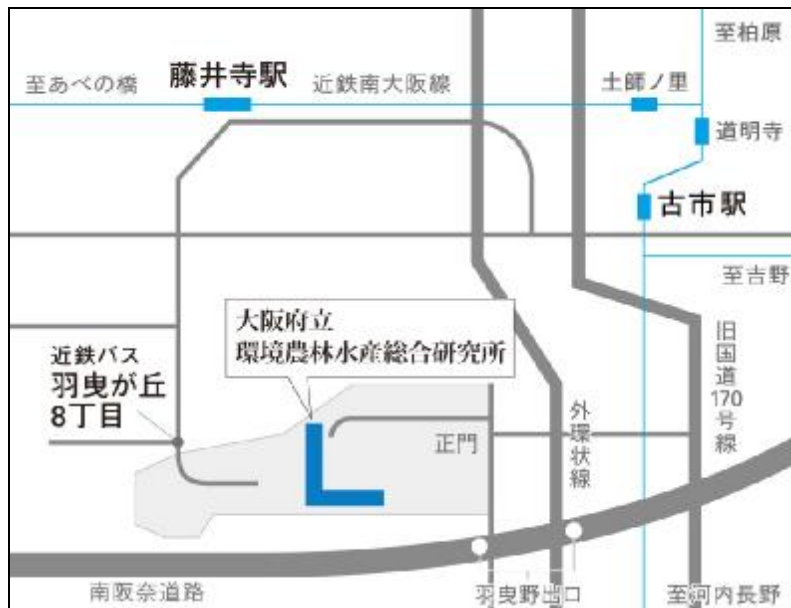 至柏原
至あべの橋
藤井寺駅
近鉄南大阪線
土師ノ里
道明寺
古市駅
至吉野
大阪府立
環境農林水産総合研究所
近鉄バス
羽曳が丘
8丁目
正門
外環状線
旧国道170号線
南阪奈道路
羽曳野出口
至河内長野